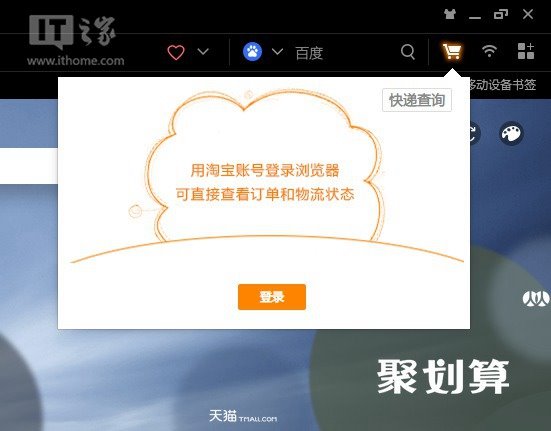 IT之家
www.ithome.com
百度
移动设备书签
快递查询
用淘宝账号登录浏览器
可直接查看订单和物流状态
登录
聚划算
天猫 TMALL.COM